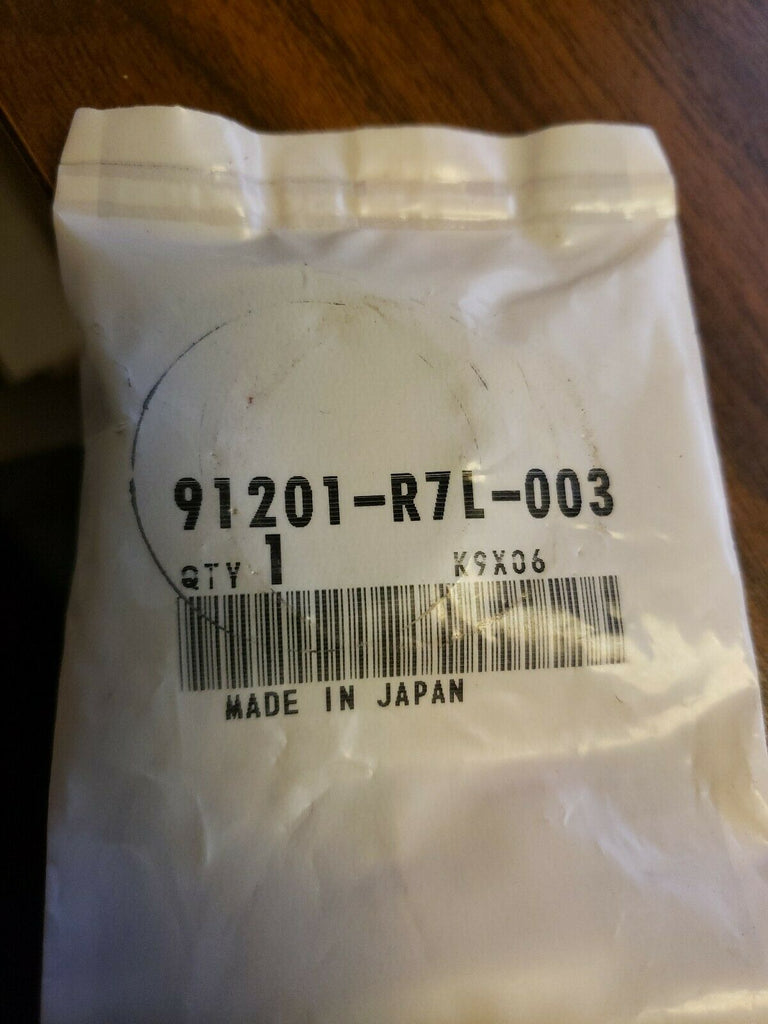 91201-R7L-003
QTY 1 K9X06
MADE IN JAPAN